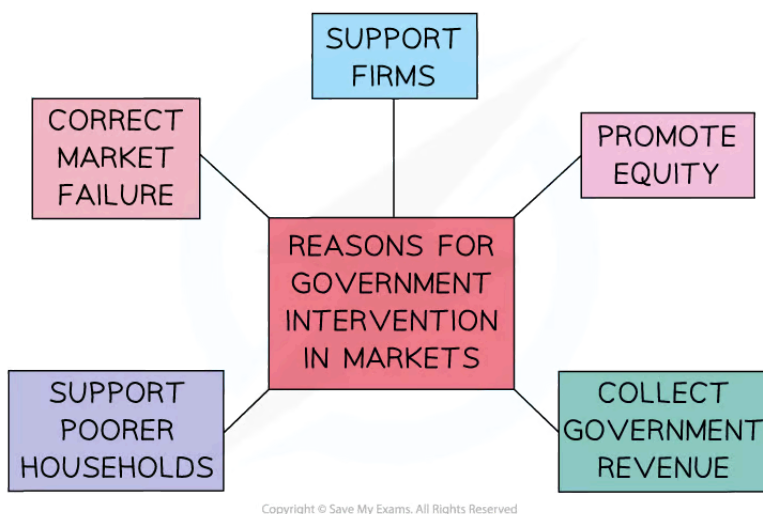 SUPPORT
FIRMS
CORRECT
MARKET
FAILURE
PROMOTE
EQUITY
REASONS FOR
GOVERNMENT
INTERVENTION
IN MARKETS
SUPPORT
POORER
HOUSEHOLDS
COLLECT
GOVERNMENT
REVENUE
Copyright © Save My Exams. All Rights Reserved